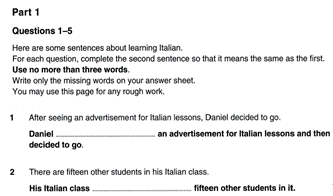 Part 1
Questions 1–5
Here are some sentences about learning Italian.
For each question, complete the second sentence so that it means the same as the first.
Use no more than three words.
Write only the missing words on your answer sheet.
You may use this page for any rough work.
1 After seeing an advertisement for Italian lessons, Daniel decided to go.
Daniel ........................................ an advertisement for Italian lessons and then
decided to go.
2 There are fifteen other students in his Italian class.
His Italian class ........................................ fifteen other students in it.